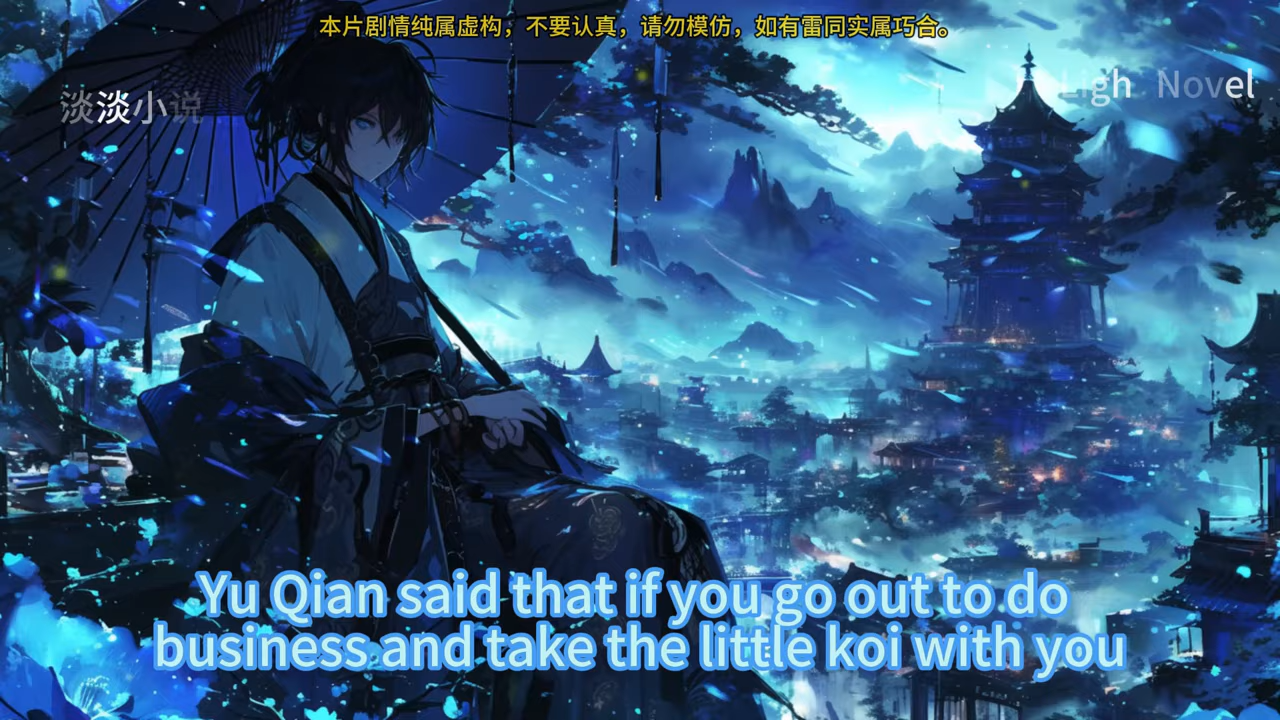 本片剧情纯属虚构，不要认真，请勿模仿，如有雷同实属巧合。
淡淡小说
Ligh Novel
Yu Qian said that if you go out to do
business and take the little koi with you